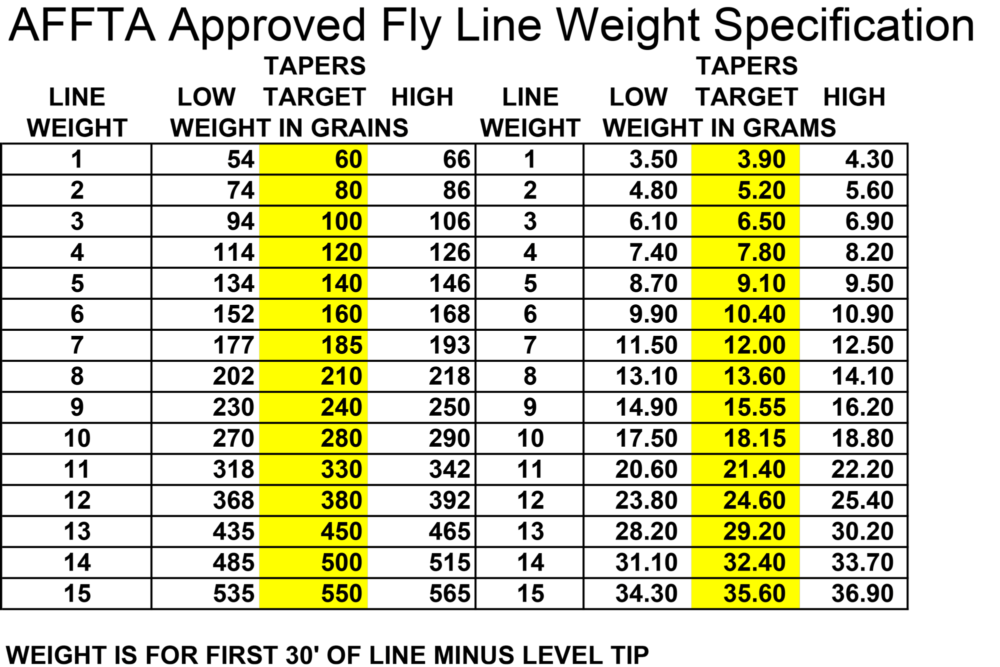 AFFTA Approved Fly Line Weight Specification
TAPERS TAPERS
LINE LOW TARGET HIGH LINE LOW TARGET HIGH
WEIGHT WEIGHT IN GRAINS WEIGHT WEIGHT IN GRAMS
1 54 60 66 1 3.50 3.90 4.30
2 74 80 86 2 4.80 5.20 5.60
3 94 100 106 3 6.10 6.50 6.90
4 114 120 126 4 7.40 7.80 8.20
5 134 140 146 5 8.70 9.10 9.50
6 152 160 168 6 9.90 10.40 10.90
7 177 185 193 7 11.50 12.00 12.50
8 202 210 218 8 13.10 13.60 14.10
9 230 240 250 9 14.90 15.55 16.20
10 270 280 290 10 17.50 18.15 18.80
11 318 330 342 11 20.60 21.40 22.20
12 368 380 392 12 23.80 24.60 25.40
13 435 450 465 13 28.20 29.20 30.20
14 485 500 515 14 31.10 32.40 33.70
15 535 550 565 15 34.30 35.60 36.90
WEIGHT IS FOR FIRST 30' OF LINE MINUS LEVEL TIP